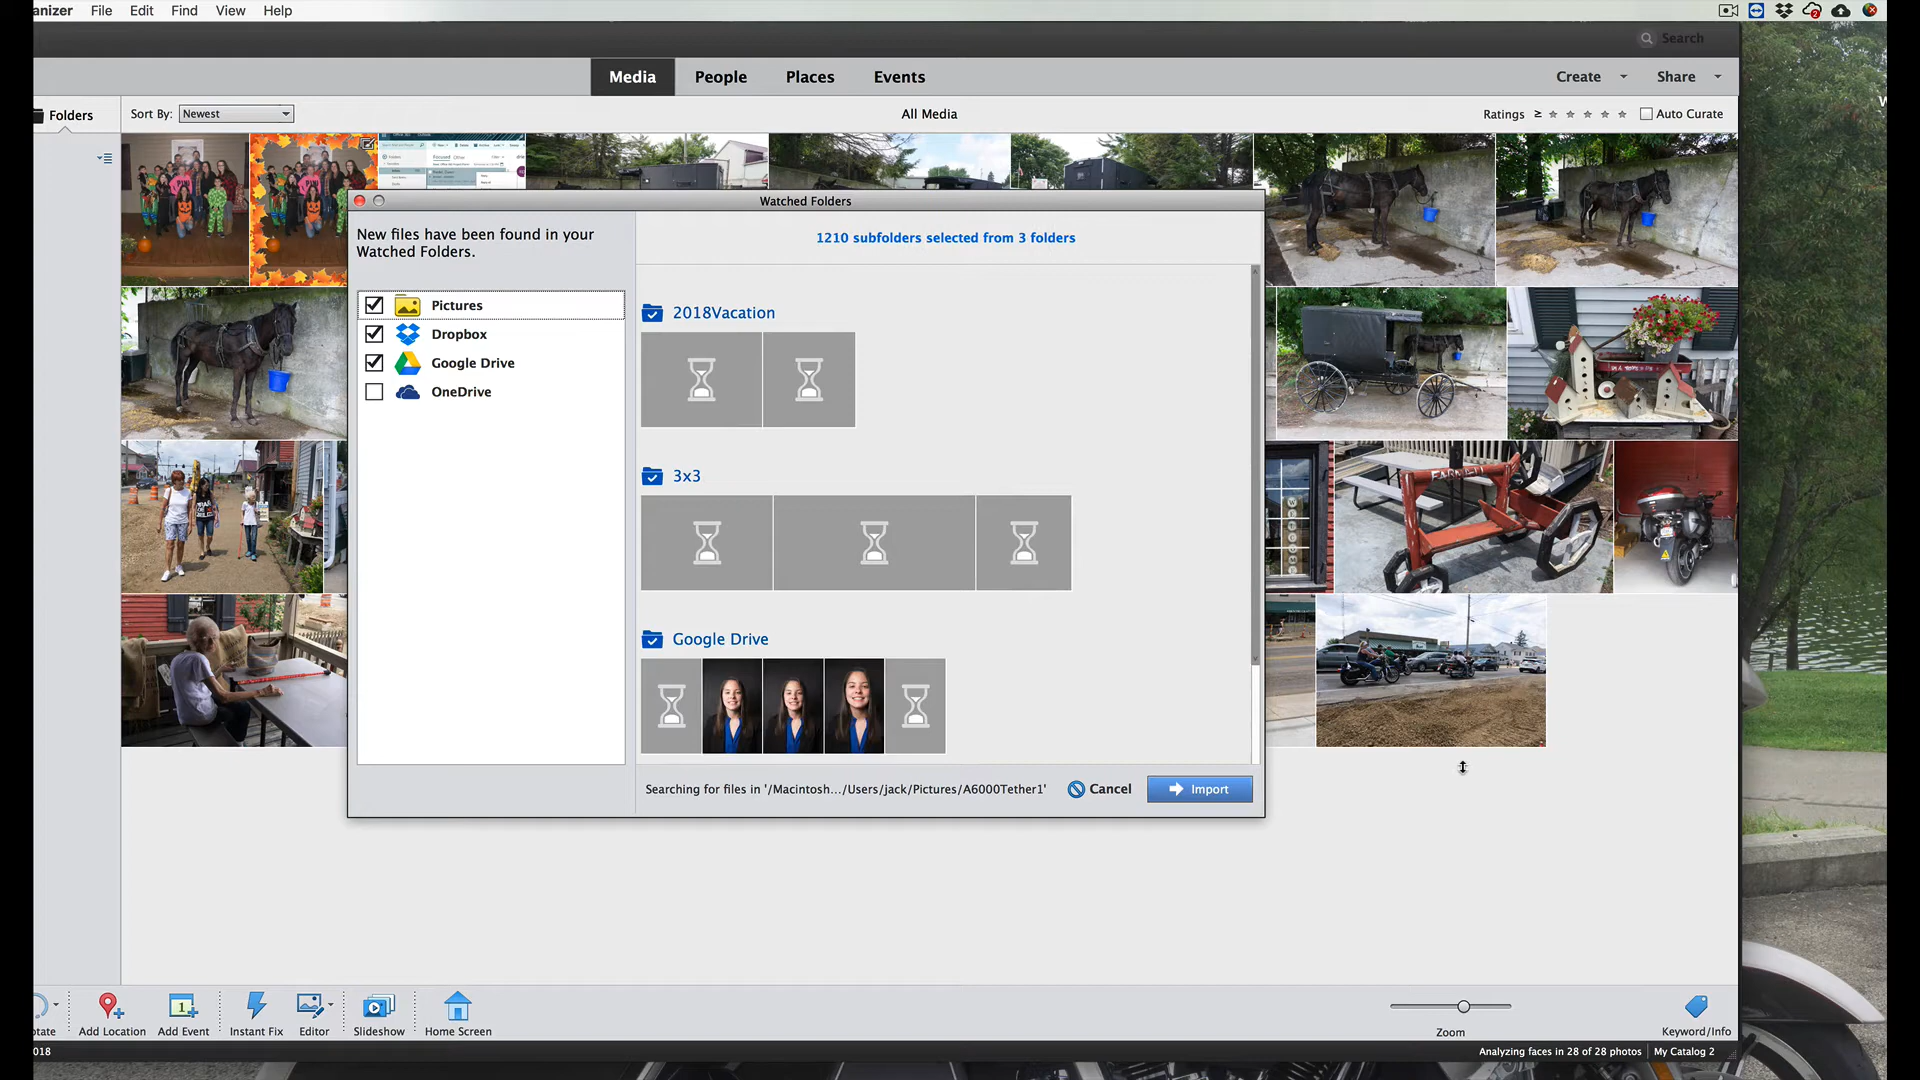 anizer File Edit Find View Help
2
Search
Media People Places Events
Create Share
Folders
Sort By: Newest
All Media
Ratings ≥ Auto Curate
Watched Folders
New files have been found in your
Watched Folders.
1210 subfolders selected from 3 folders
Pictures
Dropbox
Google Drive
OneDrive
2018Vacation
3x3
Google Drive
Searching for files in '/Macintosh.../Users/jack/Pictures/A6000Tether1'
Cancel
Import
otate
Add Location
1
Add Event
Instant Fix
Editor
Slideshow
Home Screen
Zoom
Keyword/Info
018
Analyzing faces in 28 of 28 photos
My Catalog 2